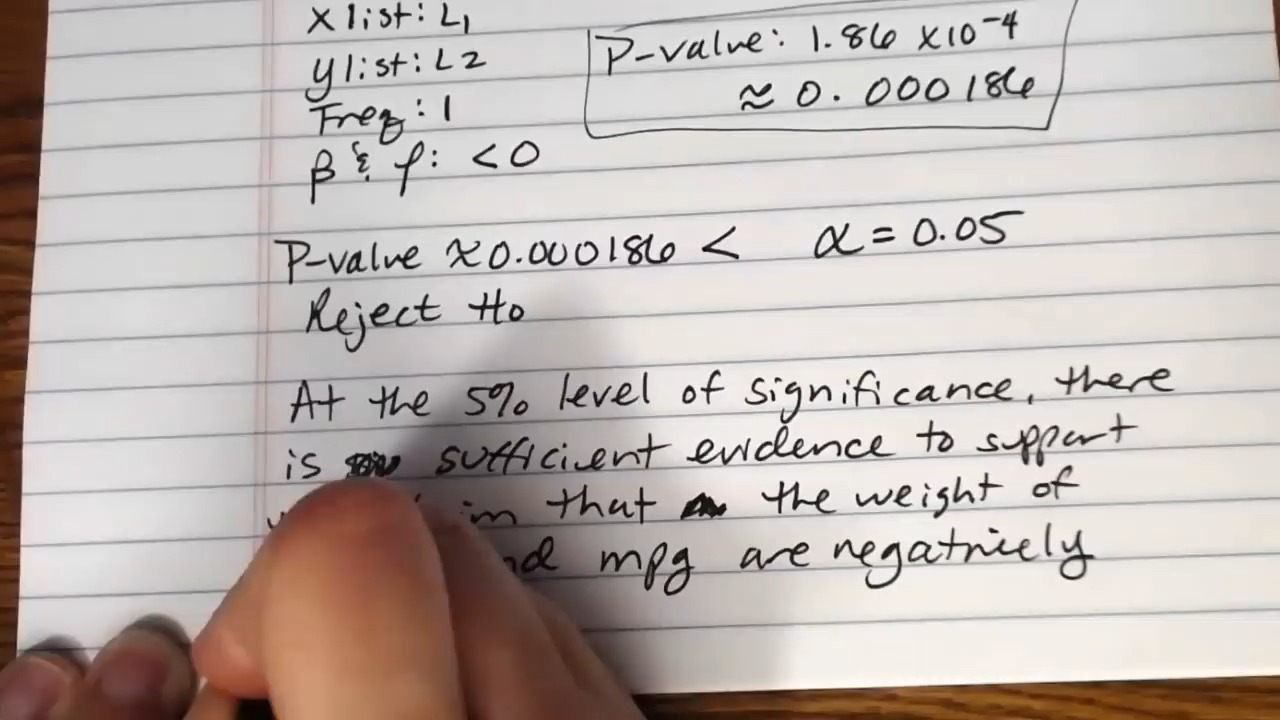 x list: L1
y list: L2
Freq: 1
β & ρ: < 0
P-value: 1.86 x10⁻⁴
≈ 0.000186
P-value ≈ 0.000186 < α = 0.05
Reject Ho
At the 5% level of significance, there
is sufficient evidence to support
that the weight of
mpg are negatively